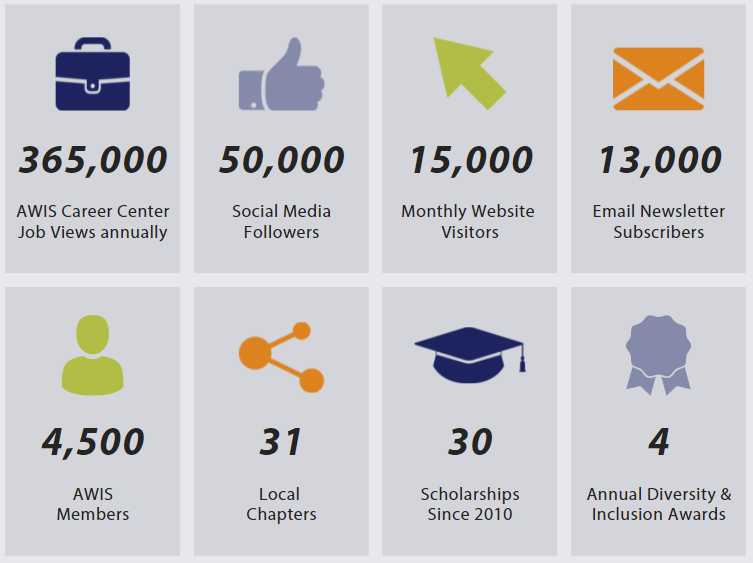 365,000
AWIS Career Center
Job Views annually
50,000
Social Media
Followers
15,000
Monthly Website
Visitors
13,000
Email Newsletter
Subscribers
4,500
AWIS
Members
31
Local
Chapters
30
Scholarships
Since 2010
4
Annual Diversity &
Inclusion Awards